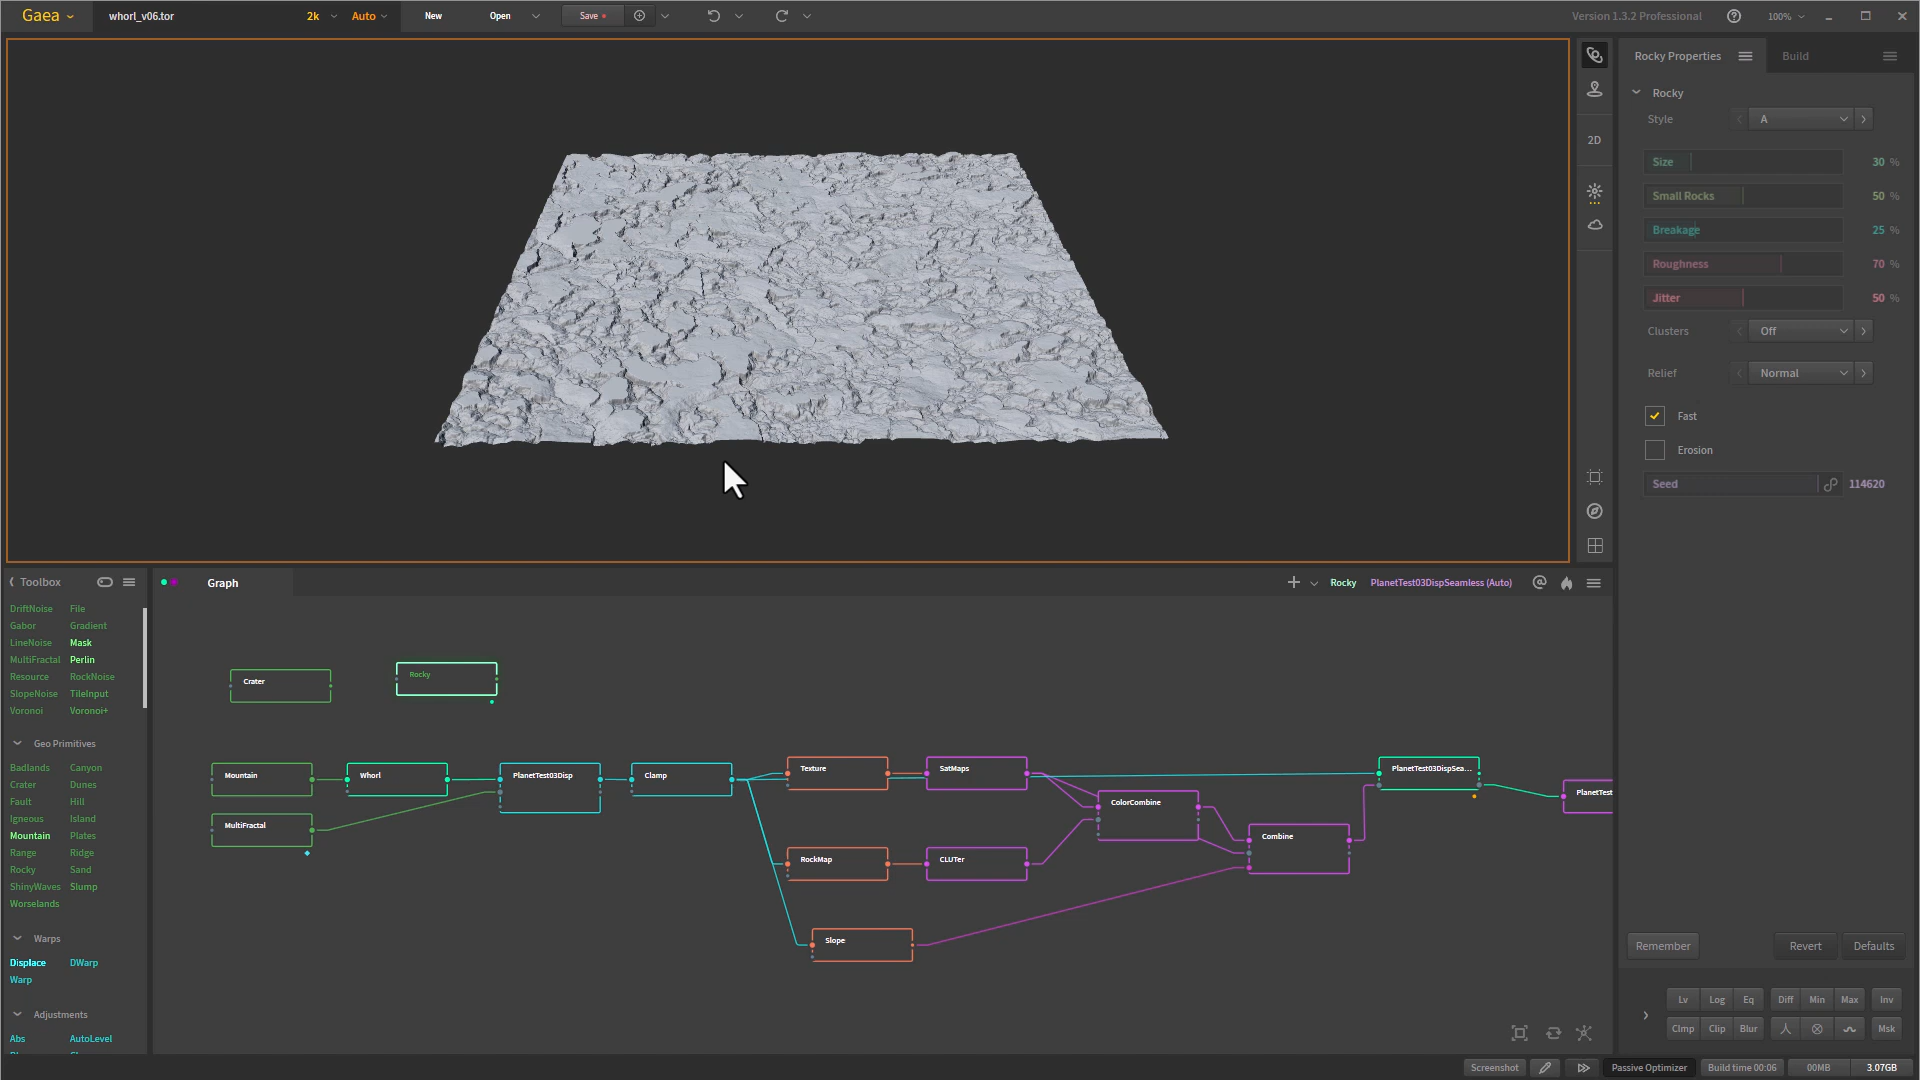 Gaea whorl_v06.tor 2k Auto New Open Save Version 1.3.2 Professional 100%
Rocky Properties Build
Rocky
Style A
2D
Size 30 %
Small Rocks 50 %
Breakage 25 %
Roughness 70 %
Jitter 50 %
Clusters Off
Relief Normal
Fast
Erosion
Seed 114620
Toolbox
Graph
Rocky PlanetTest03DispSeamless (Auto)
DriftNoise File
Gabor Gradient
LineNoise Mask
MultiFractal Perlin
Resource RockNoise
SlopeNoise TileInput
Voronoi Voronoi+
Geo Primitives
Badlands Canyon
Crater Dunes
Fault Hill
Igneous Island
Mountain Plates
Range Ridge
Rocky Sand
ShinyWaves Slump
Worselands
Warps
Displace DWarp
Warp
Adjustments
Abs AutoLevel
Crater
Rocky
Mountain
Whorl
PlanetTest03Disp
Clamp
Texture
SatMaps
PlanetTest03DispSea...
PlanetTest
MultiFractal
ColorCombine
Combine
RockMap
CLUTer
Slope
Remember Revert Defaults
Lv Log Eq Diff Min Max Inv
Clmp Clip Blur Msk
Screenshot Passive Optimizer Build time 00:06 00MB 3.07GB